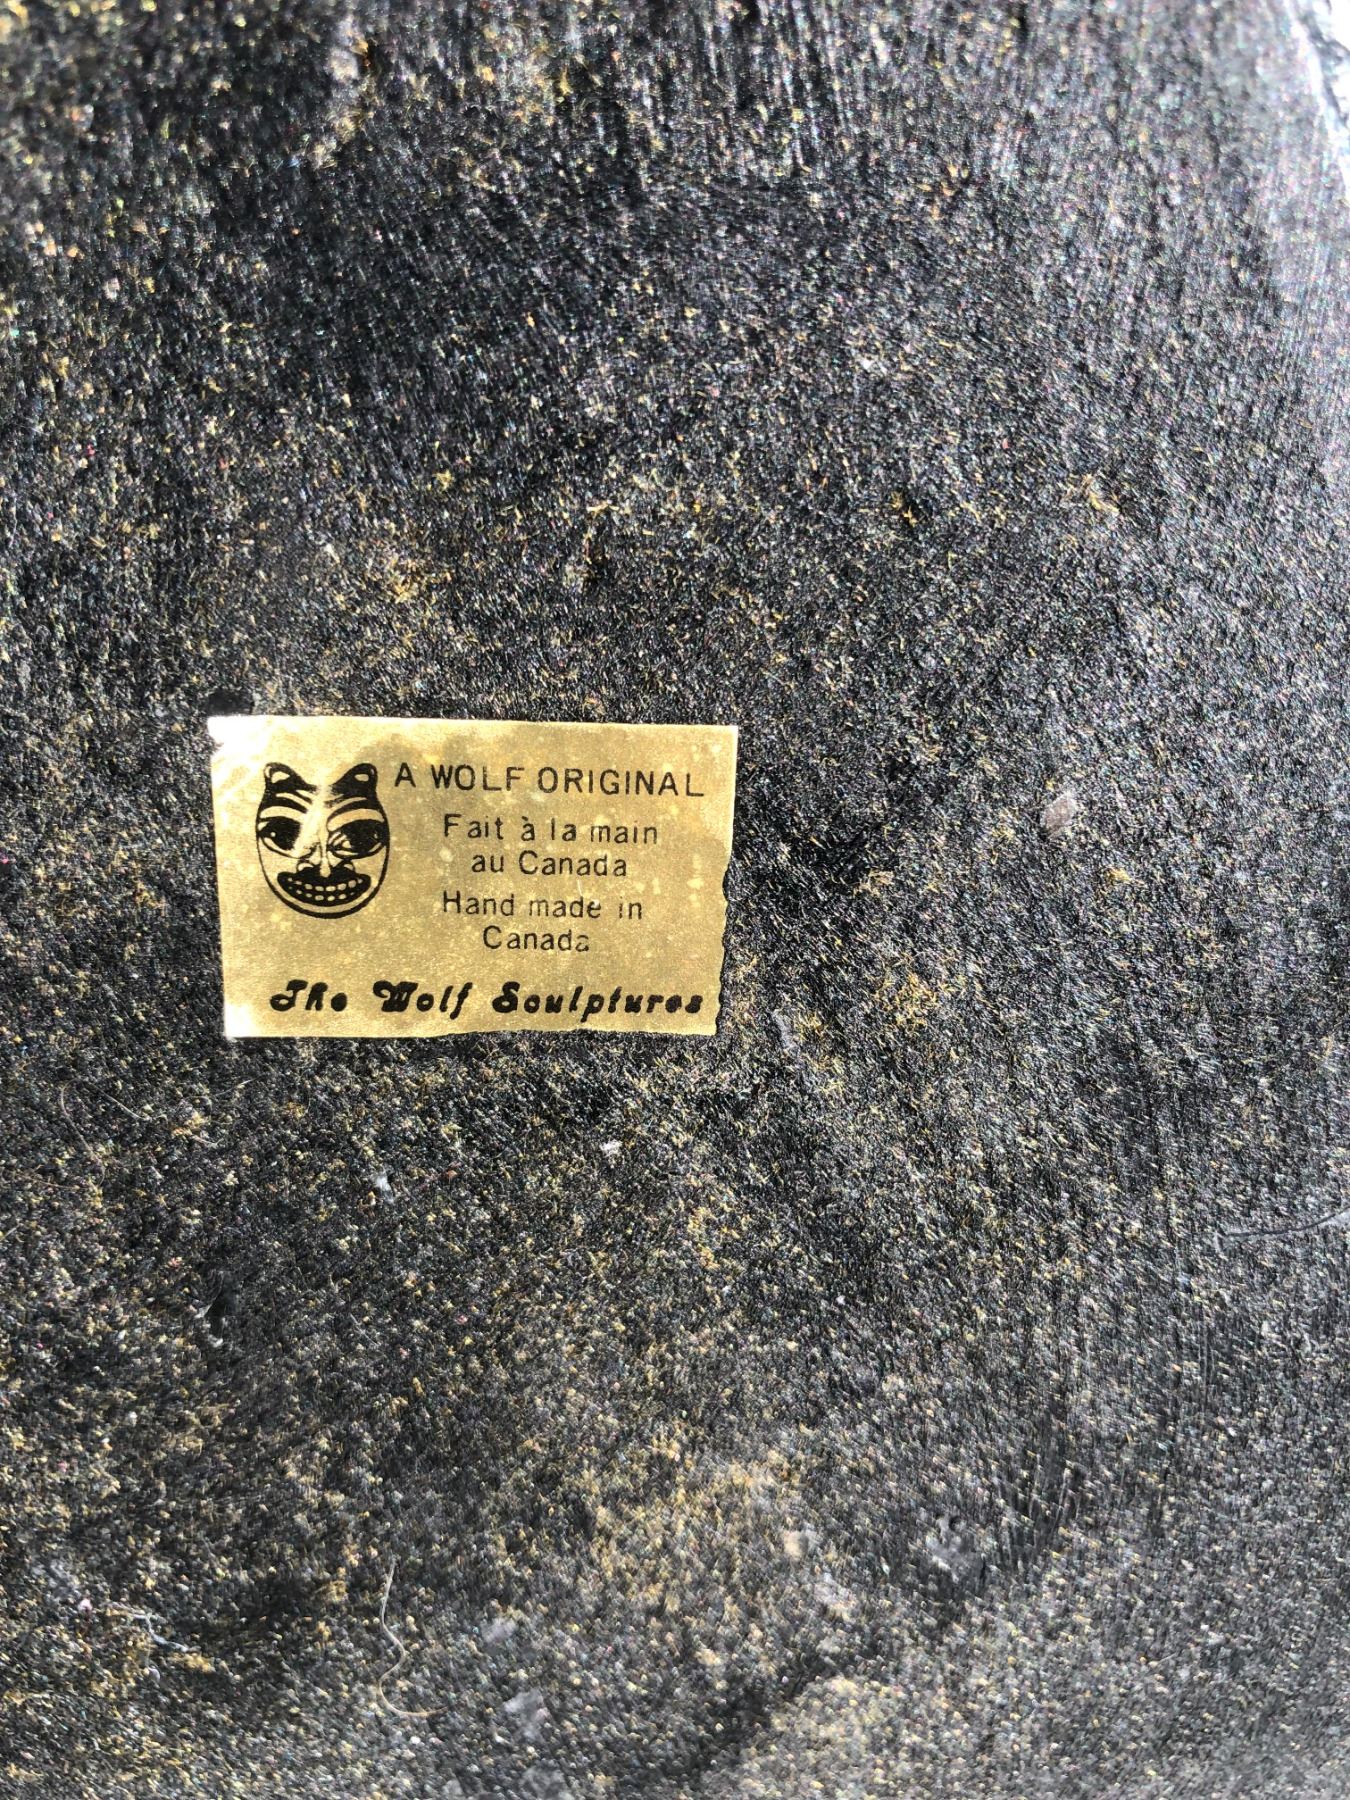 A WOLF ORIGINAL
Fait à la main
au Canada
Hand made in
Canada
The Wolf Sculptures